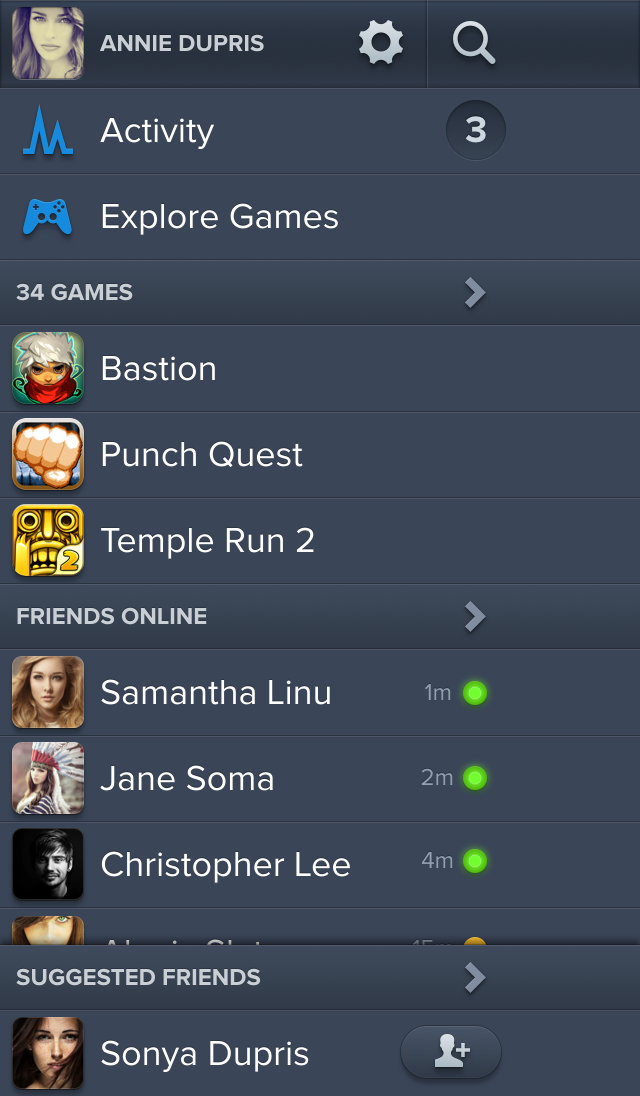 ANNIE DUPRIS
Activity 3
Explore Games
34 GAMES
Bastion
Punch Quest
2
Temple Run 2
FRIENDS ONLINE
Samantha Linu 1m
Jane Soma 2m
Christopher Lee 4m
SUGGESTED FRIENDS
Sonya Dupris